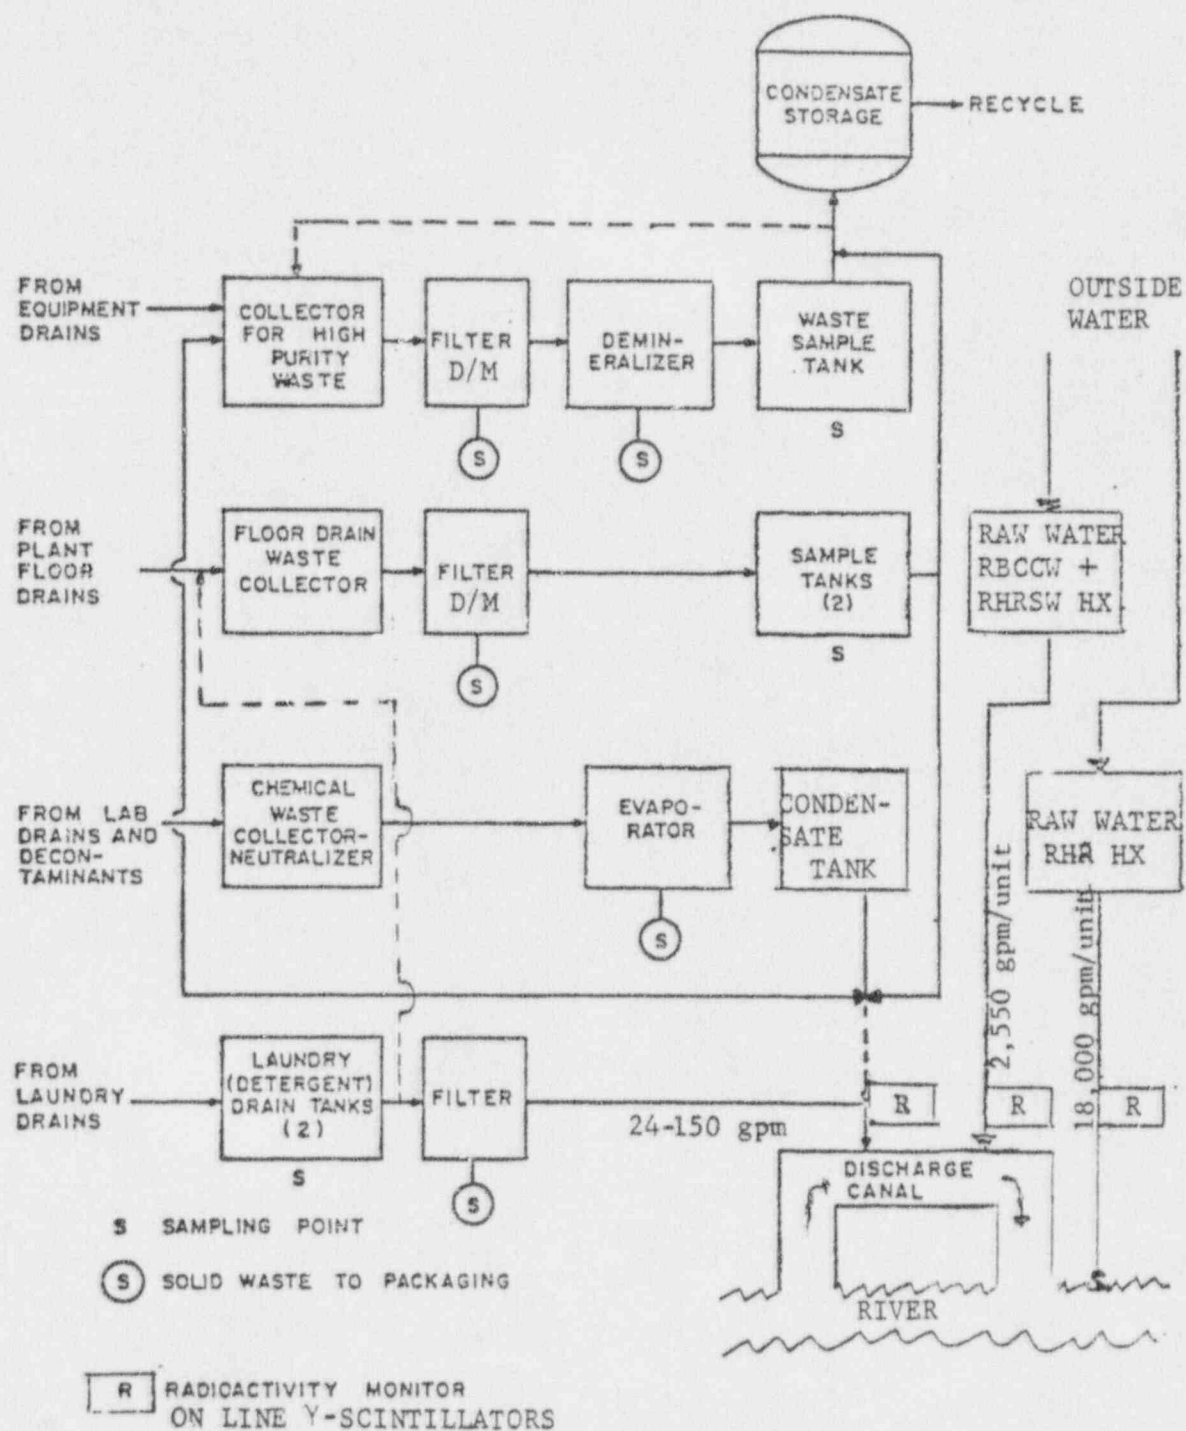 CONDENSATE
STORAGE
RECYCLE
FROM
EQUIPMENT
DRAINS
COLLECTOR
FOR HIGH
PURITY
WASTE
FILTER
D/M
DEMIN-
ERALIZER
WASTE
SAMPLE
TANK
OUTSIDE
WATER
S
S
S
FROM
PLANT
FLOOR
DRAINS
FLOOR DRAIN
WASTE
COLLECTOR
FILTER
D/M
SAMPLE
TANKS
(2)
RAW WATER
RBCCW +
RHRSW HX
S
S
FROM LAB
DRAINS AND
DECON-
TAMINANTS
CHEMICAL
WASTE
COLLECTOR-
NEUTRALIZER
EVAPO-
RATOR
CONDEN-
SATE
TANK
RAW WATER
RHR HX
S
2,550 gpm/unit
18,000 gpm/unit
FROM
LAUNDRY
DRAINS
LAUNDRY
(DETERGENT)
DRAIN TANKS
(2)
FILTER
24-150 gpm
R
R
R
S
S
DISCHARGE
CANAL
RIVER
S SAMPLING POINT
S SOLID WASTE TO PACKAGING
R RADIOACTIVITY MONITOR
ON LINE γ-SCINTILLATORS